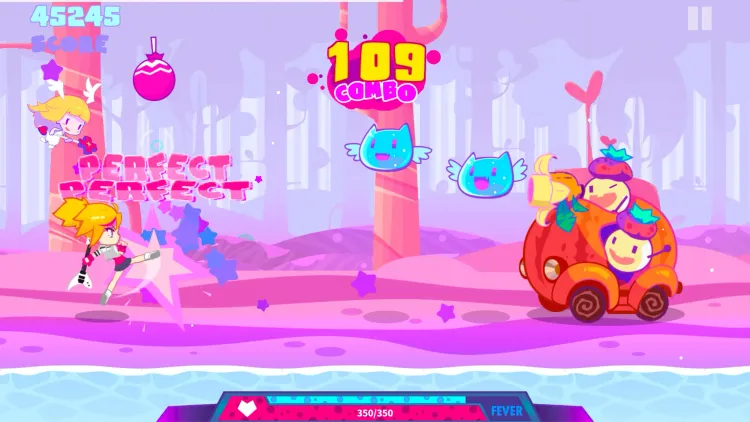 45245
SCORE
109
COMBO
PERFECT
PERFECT
350/350
FEVER